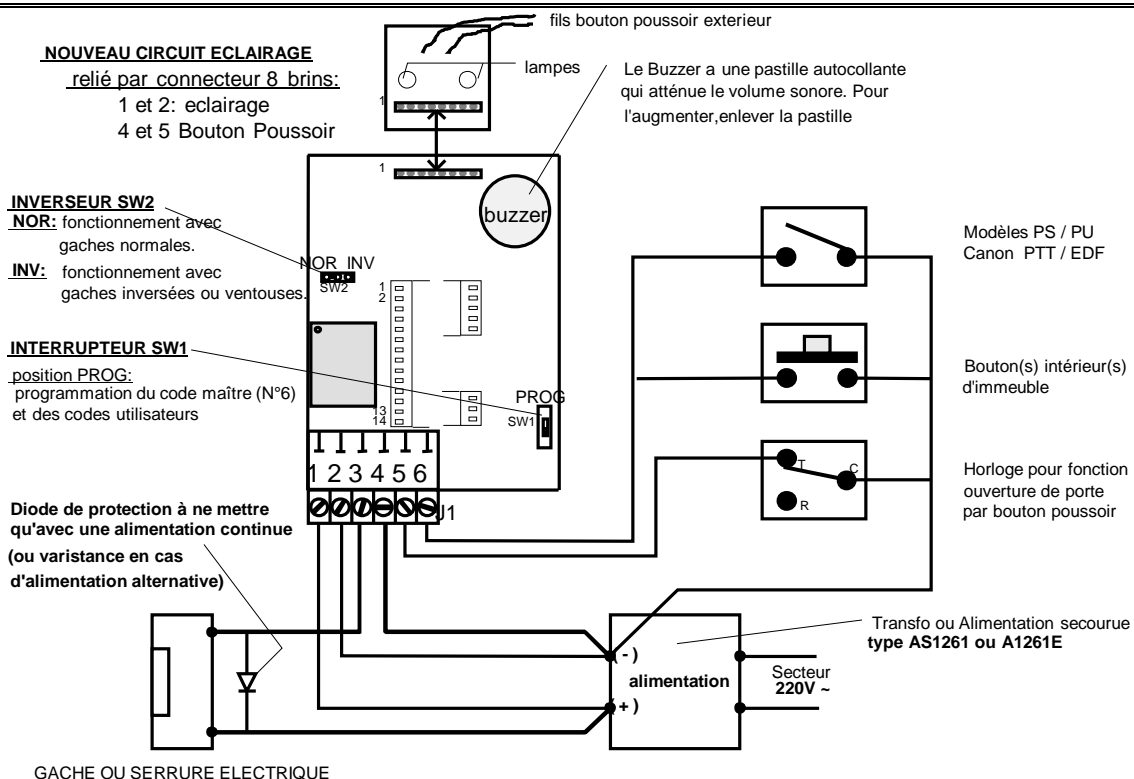 fils bouton poussoir exterieur
NOUVEAU CIRCUIT ECLAIRAGE
relié par connecteur 8 brins:
1 et 2: eclairage
4 et 5 Bouton Poussoir
lampes
1
Le Buzzer a une pastille autocollante
qui atténue le volume sonore. Pour
l'augmenter,enlever la pastille
1
buzzer
INVERSEUR SW2
NOR: fonctionnement avec
gaches normales.
INV: fonctionnement avec
gaches inversées ou ventouses.
NOR INV
SW2
1
2
13
14
INTERRUPTEUR SW1
position PROG:
programmation du code maître (N°6)
et des codes utilisateurs
PROG
SW1
1 2 3 4 5 6
J1
Modèles PS / PU
Canon PTT / EDF
Bouton(s) intérieur(s)
d'immeuble
T
C
R
Horloge pour fonction
ouverture de porte
par bouton poussoir
Diode de protection à ne mettre
qu'avec une alimentation continue
(ou varistance en cas
d'alimentation alternative)
(-)
alimentation
(+)
Transfo ou Alimentation secourue
type AS1261 ou A1261E
Secteur
220V ~
GACHE OU SERRURE ELECTRIQUE